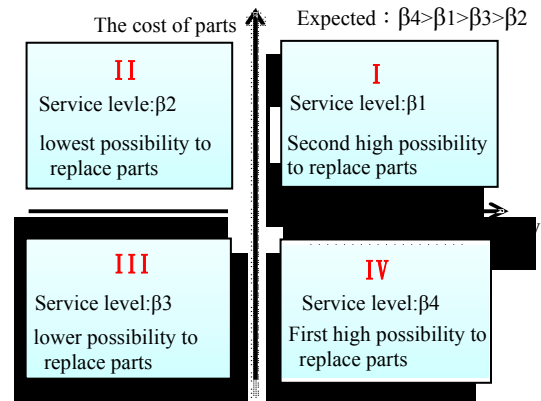 The cost of parts
Expected：β4>β1>β3>β2
II
Service levle:β2
lowest possibility to
replace parts
I
Service level:β1
Second high possibility
to replace parts
III
Service level:β3
lower possibility to
replace parts
IV
Service level:β4
First high possibility to
replace parts